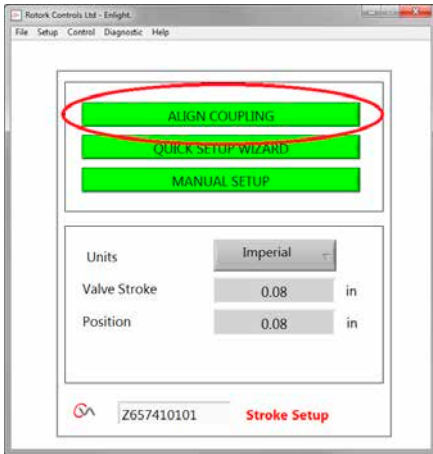 Rotork Controls Ltd - Enlight.
File Setup Control Diagnostic Help
ALIGN COUPLING
QUICK SETUP WIZARD
MANUAL SETUP
Units Imperial
Valve Stroke 0.08 in
Position 0.08 in
Z657410101 Stroke Setup